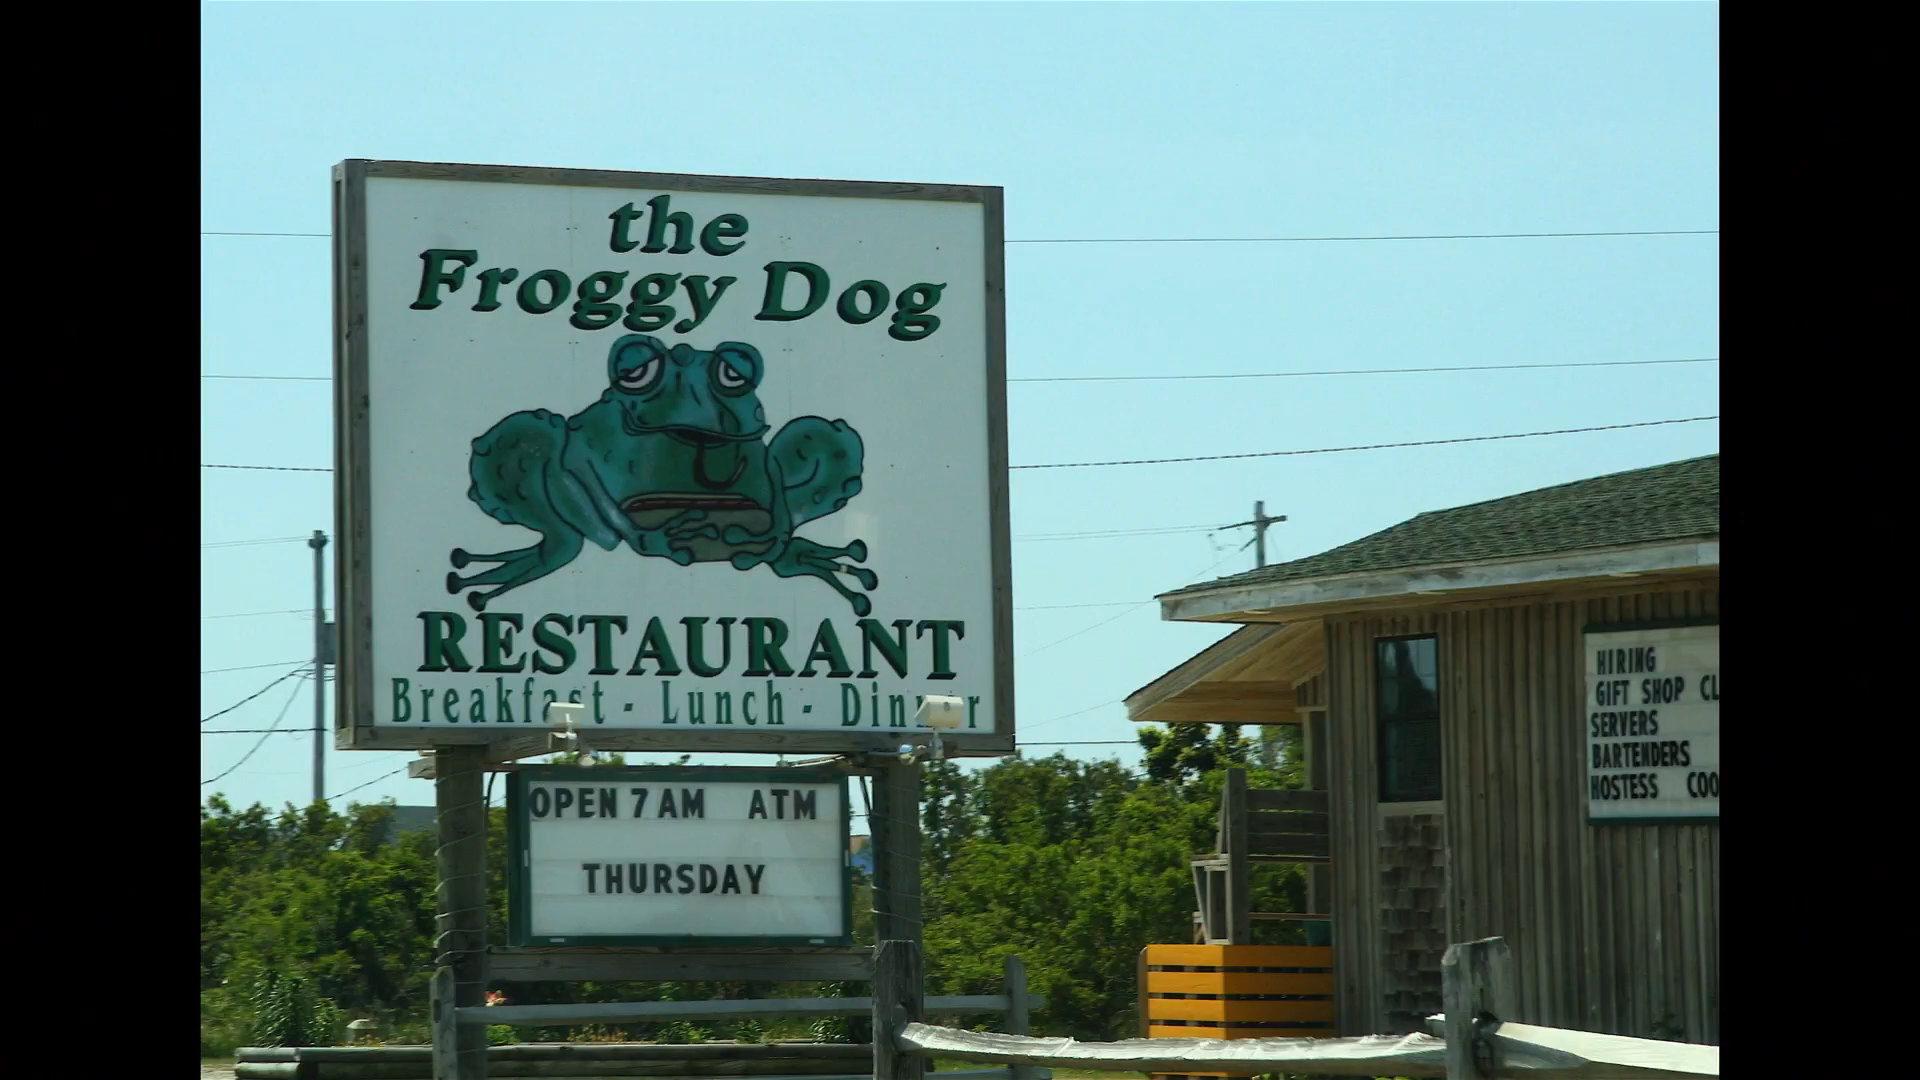 the
Froggy Dog
RESTAURANT
Breakfast - Lunch - Dinner
OPEN 7 AM ATM
THURSDAY
HIRING
GIFT SHOP
SERVERS
BARTENDERS
HOSTESS